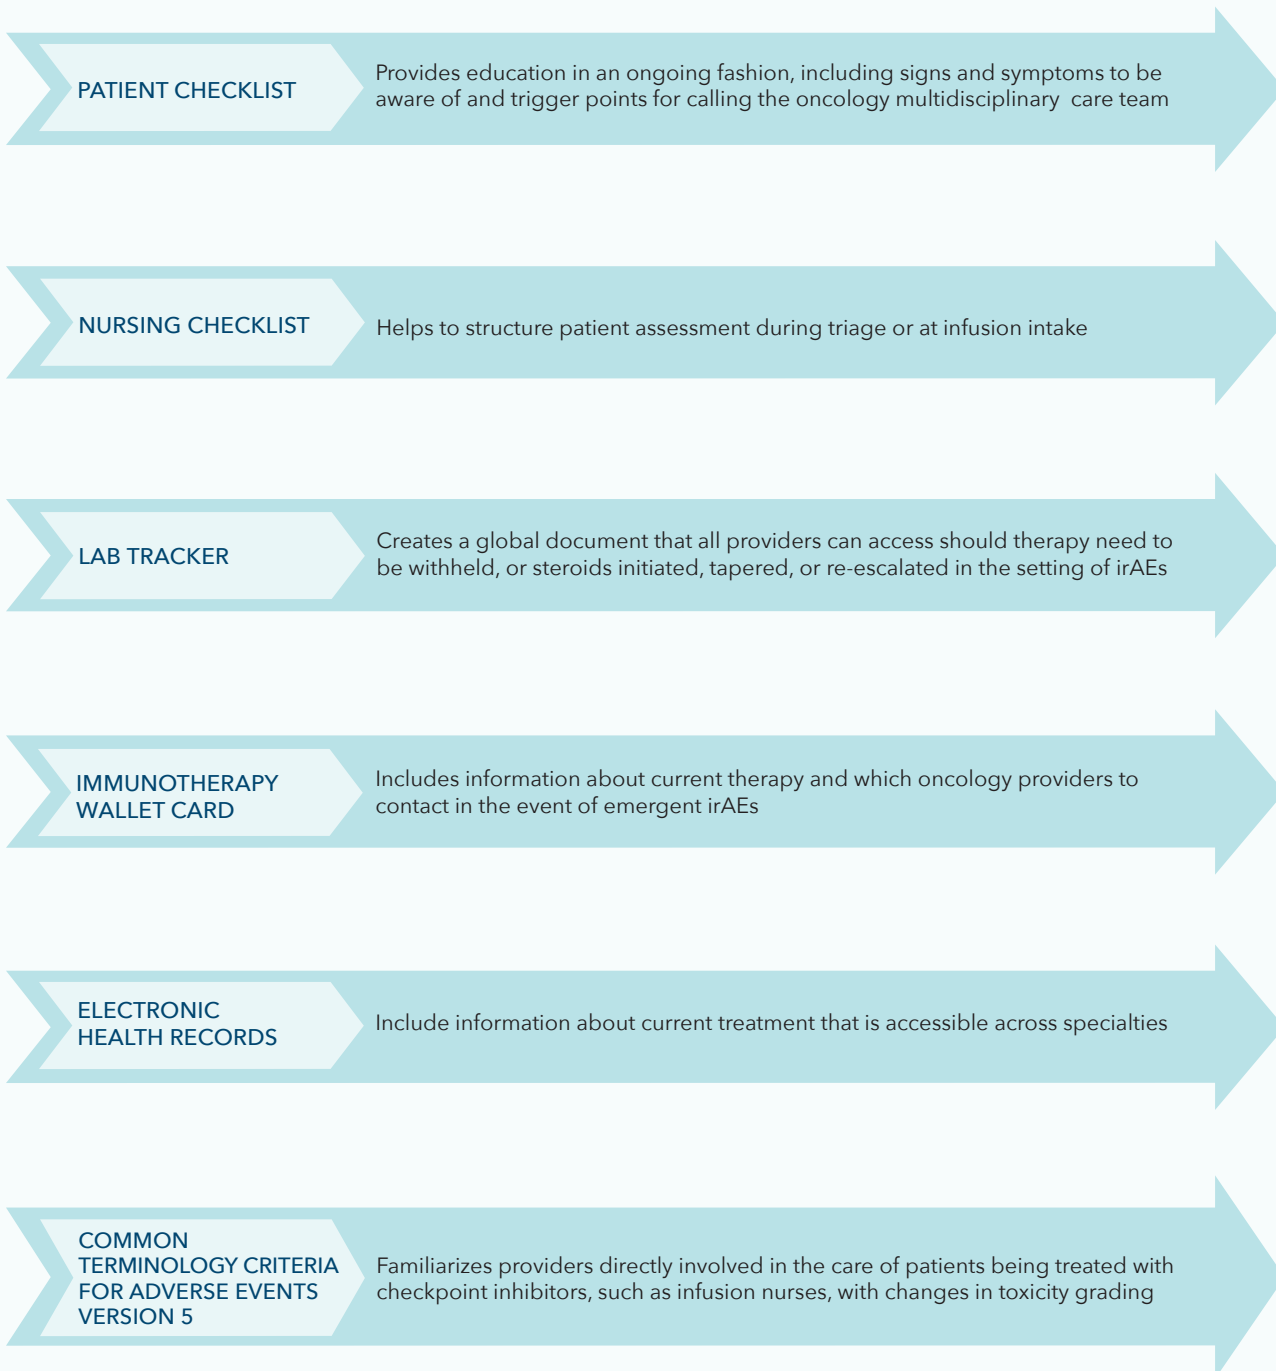 PATIENT CHECKLIST
Provides education in an ongoing fashion, including signs and symptoms to be
aware of and trigger points for calling the oncology multidisciplinary care team
NURSING CHECKLIST
Helps to structure patient assessment during triage or at infusion intake
LAB TRACKER
Creates a global document that all providers can access should therapy need to
be withheld, or steroids initiated, tapered, or re-escalated in the setting of irAEs
IMMUNOTHERAPY
WALLET CARD
Includes information about current therapy and which oncology providers to
contact in the event of emergent irAEs
ELECTRONIC
HEALTH RECORDS
Include information about current treatment that is accessible across specialties
COMMON
TERMINOLOGY CRITERIA
FOR ADVERSE EVENTS
VERSION 5
Familiarizes providers directly involved in the care of patients being treated with
checkpoint inhibitors, such as infusion nurses, with changes in toxicity grading